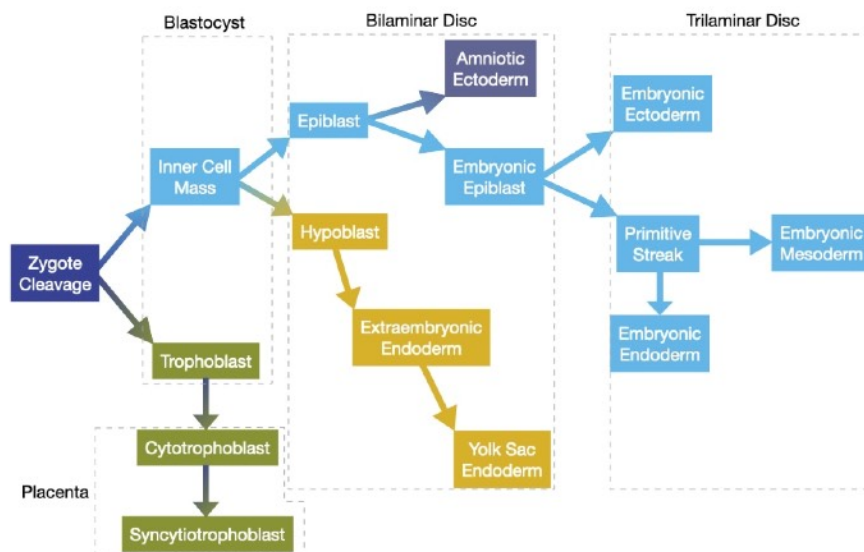 Blastocyst
Bilaminar Disc
Trilaminar Disc
Amniotic
Ectoderm
Epiblast
Embryonic
Ectoderm
Inner Cell
Mass
Embryonic
Epiblast
Hypoblast
Primitive
Streak
Embryonic
Mesoderm
Zygote
Cleavage
Extraembryonic
Endoderm
Embryonic
Endoderm
Trophoblast
Cytotrophoblast
Yolk Sac
Endoderm
Placenta
Syncytiotrophoblast